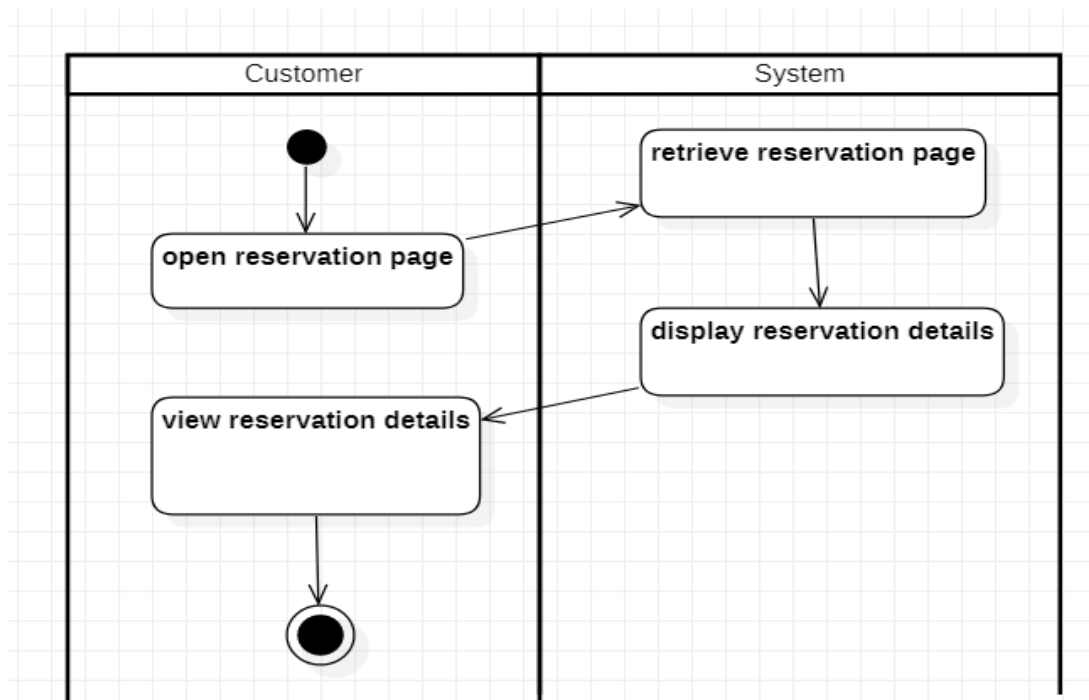 Customer
System
retrieve reservation page
open reservation page
display reservation details
view reservation details